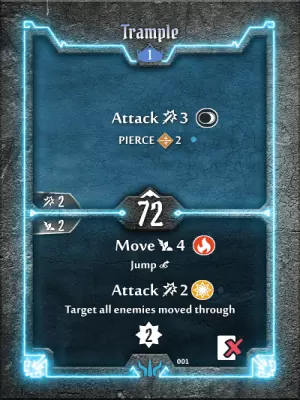 Trample
1
Attack 3
PIERCE 2
2
72
2
Move 4
Jump
Attack 2
Target all enemies moved through
2
001